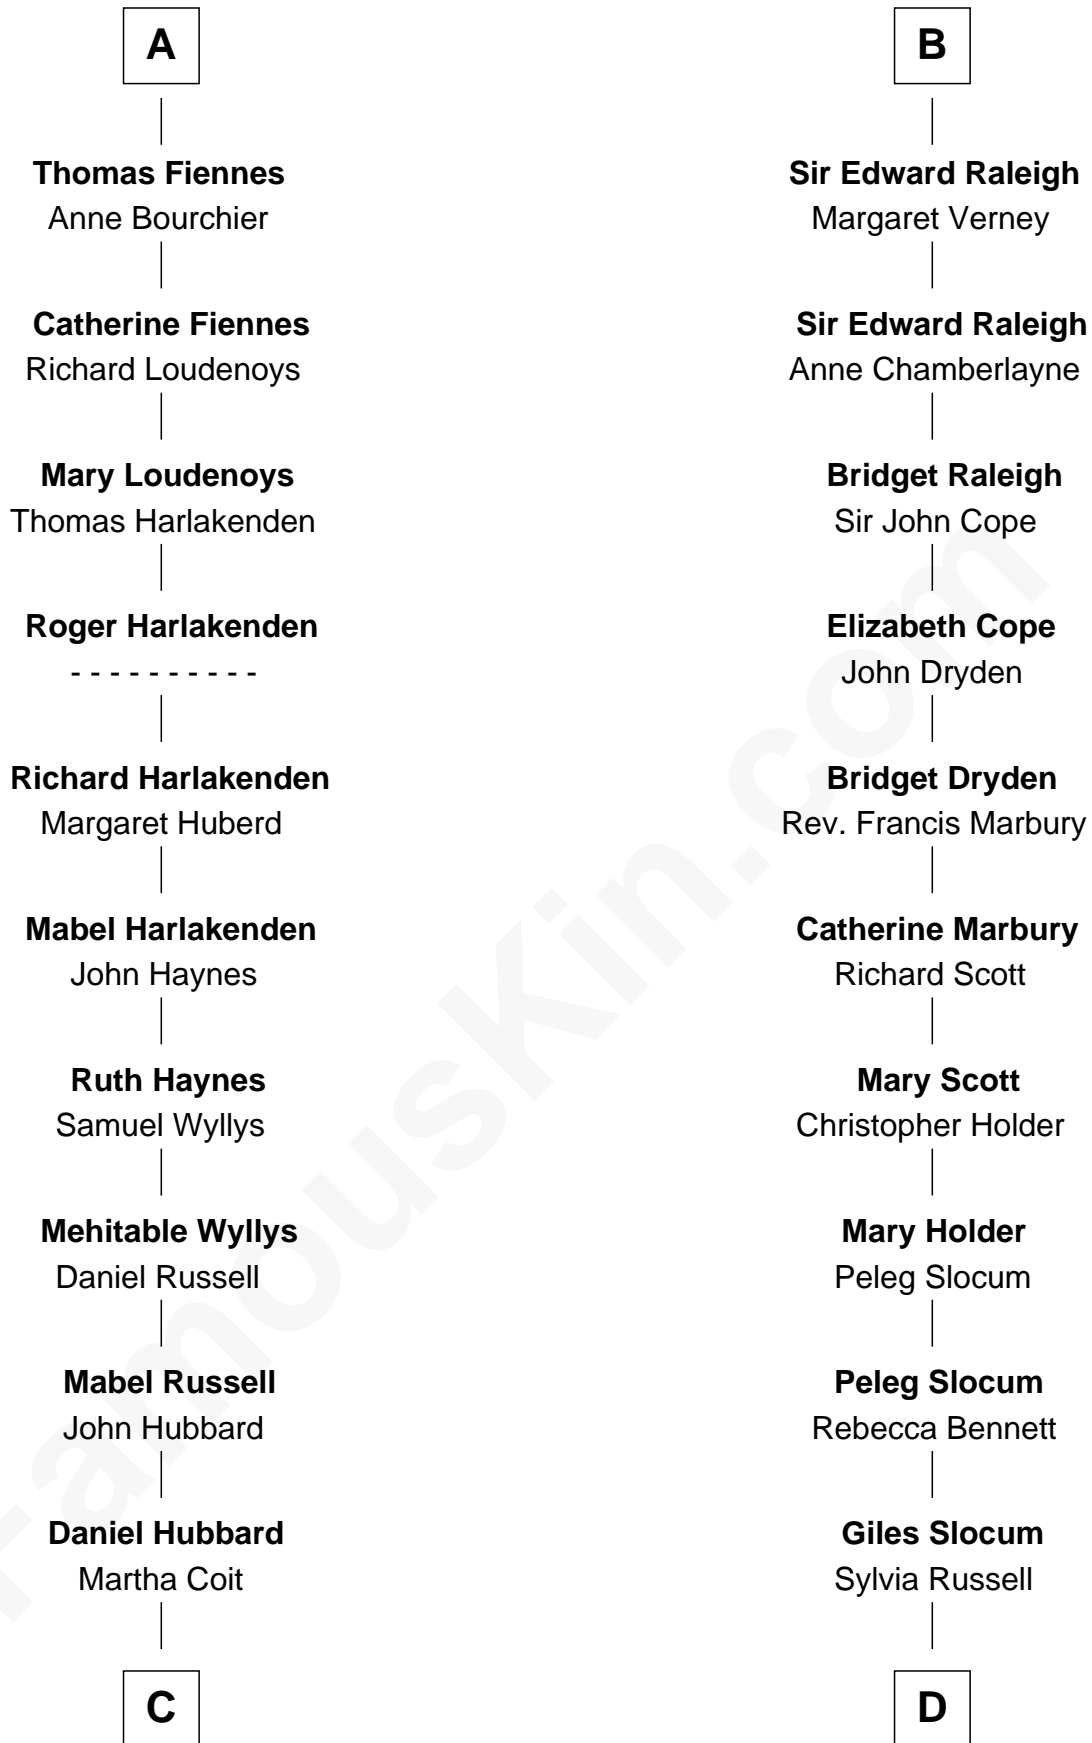 A
Thomas Fiennes
Anne Bourchier
Catherine Fiennes
Richard Loudenoys
Mary Loudenoys
Thomas Harlakenden
Roger Harlakenden
- - - - - - - - - -
Richard Harlakenden
Margaret Huberd
Mabel Harlakenden
John Haynes
Ruth Haynes
Samuel Wyllys
Mehitable Wyllys
Daniel Russell
Mabel Russell
John Hubbard
Daniel Hubbard
Martha Coit
C
B
Sir Edward Raleigh
Margaret Verney
Sir Edward Raleigh
Anne Chamberlayne
Bridget Raleigh
Sir John Cope
Elizabeth Cope
John Dryden
Bridget Dryden
Rev. Francis Marbury
Catherine Marbury
Richard Scott
Mary Scott
Christopher Holder
Mary Holder
Peleg Slocum
Peleg Slocum
Rebecca Bennett
Giles Slocum
Sylvia Russell
D
FamousKin.com